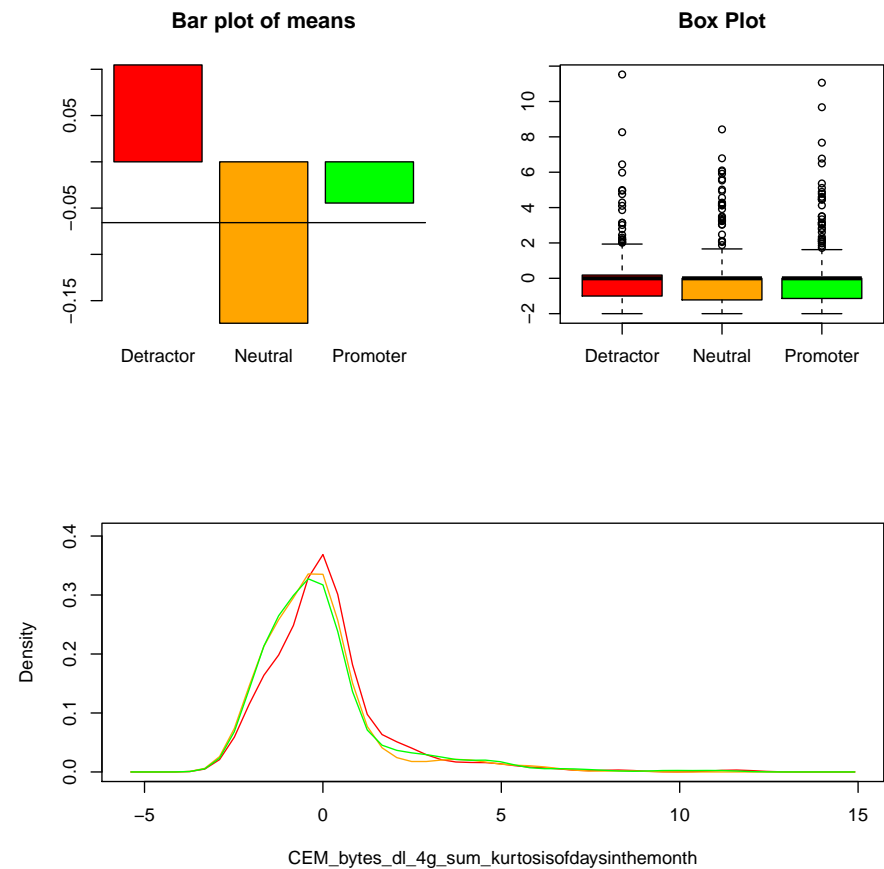 Bar plot of means
0.05
−0.05
−0.15
Detractor Neutral Promoter
Box Plot
10
8
6
4
2
0
−2
Detractor Neutral Promoter
Density
0.4
0.3
0.2
0.1
0.0
−5 0 5 10 15
CEM_bytes_dl_4g_sum_kurtosisofdaysinthemonth